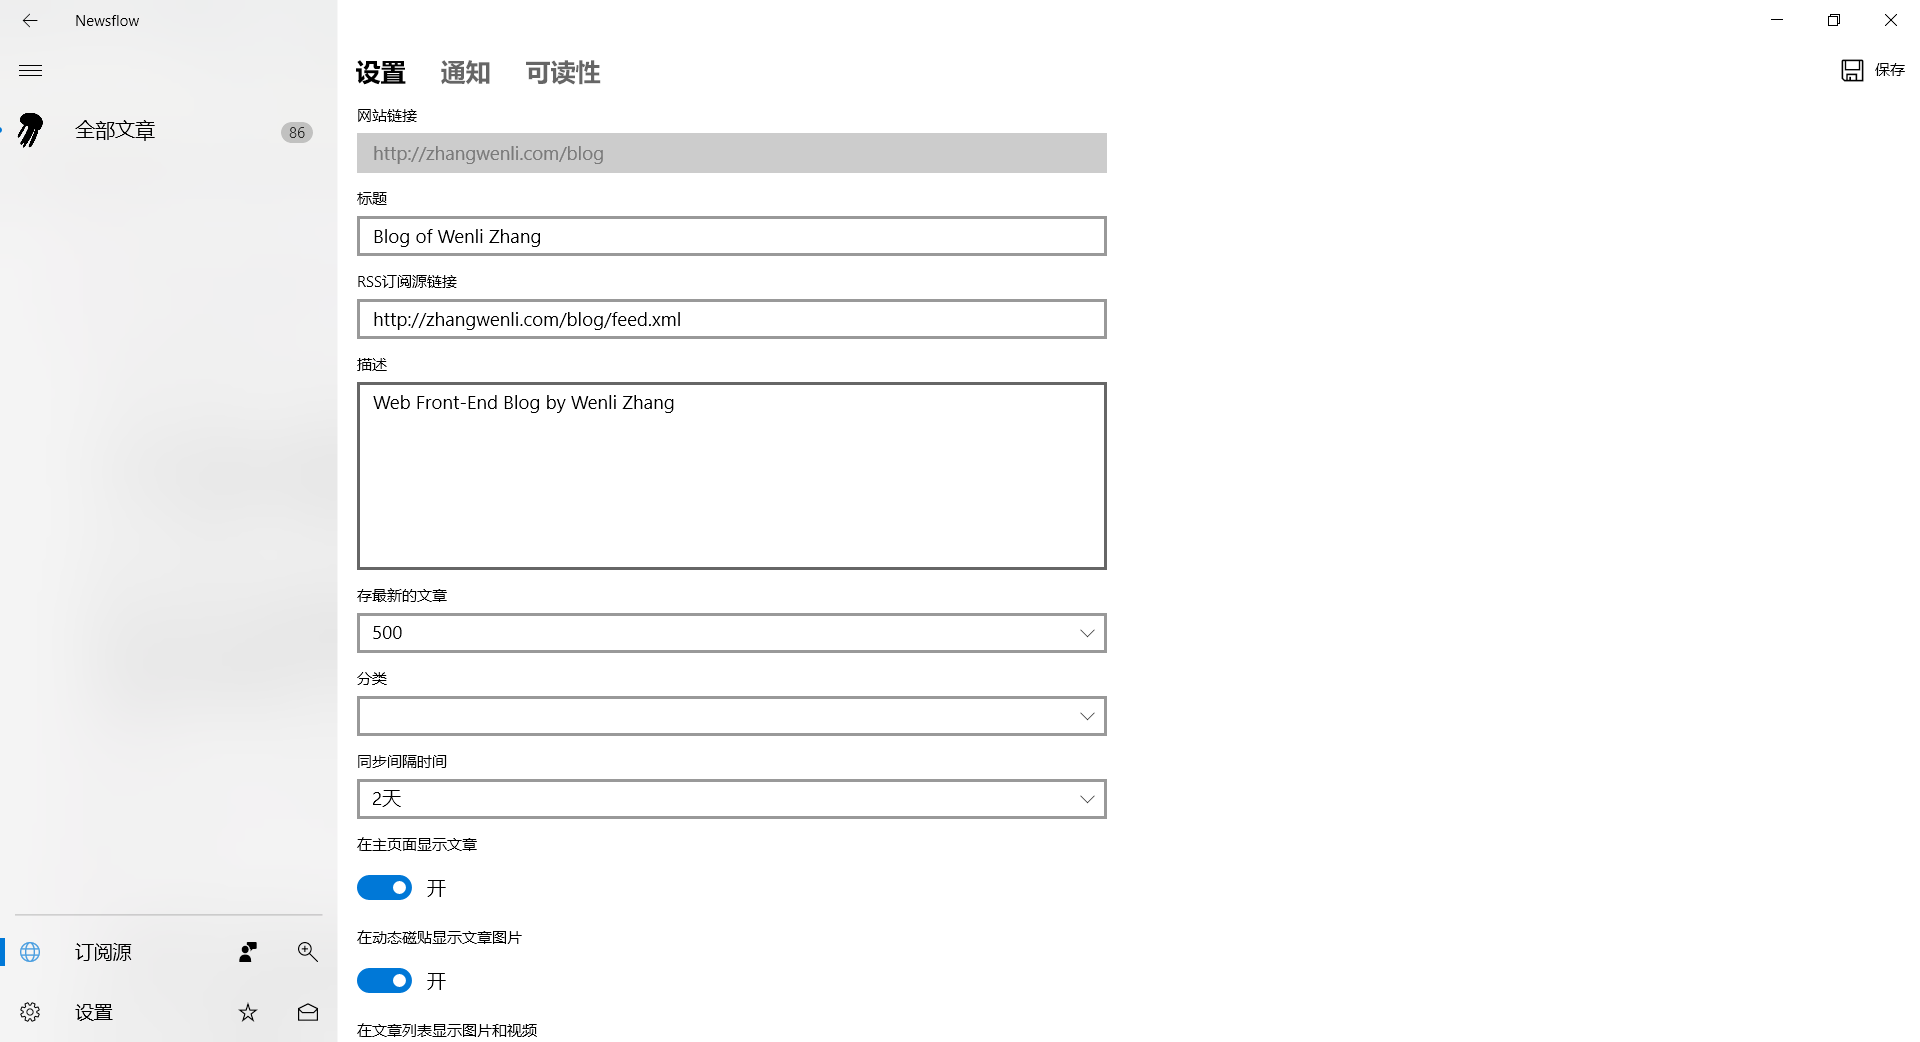 Newsflow
全部文章
86
订阅源
设置
设置 通知 可读性
保存
网站链接
http://zhangwenli.com/blog
标题
Blog of Wenli Zhang
RSS订阅源链接
http://zhangwenli.com/blog/feed.xml
描述
Web Front-End Blog by Wenli Zhang
存最新的文章
500
分类
同步间隔时间
2天
在主页面显示文章
开
在动态磁贴显示文章图片
开
在文章列表显示图片和视频